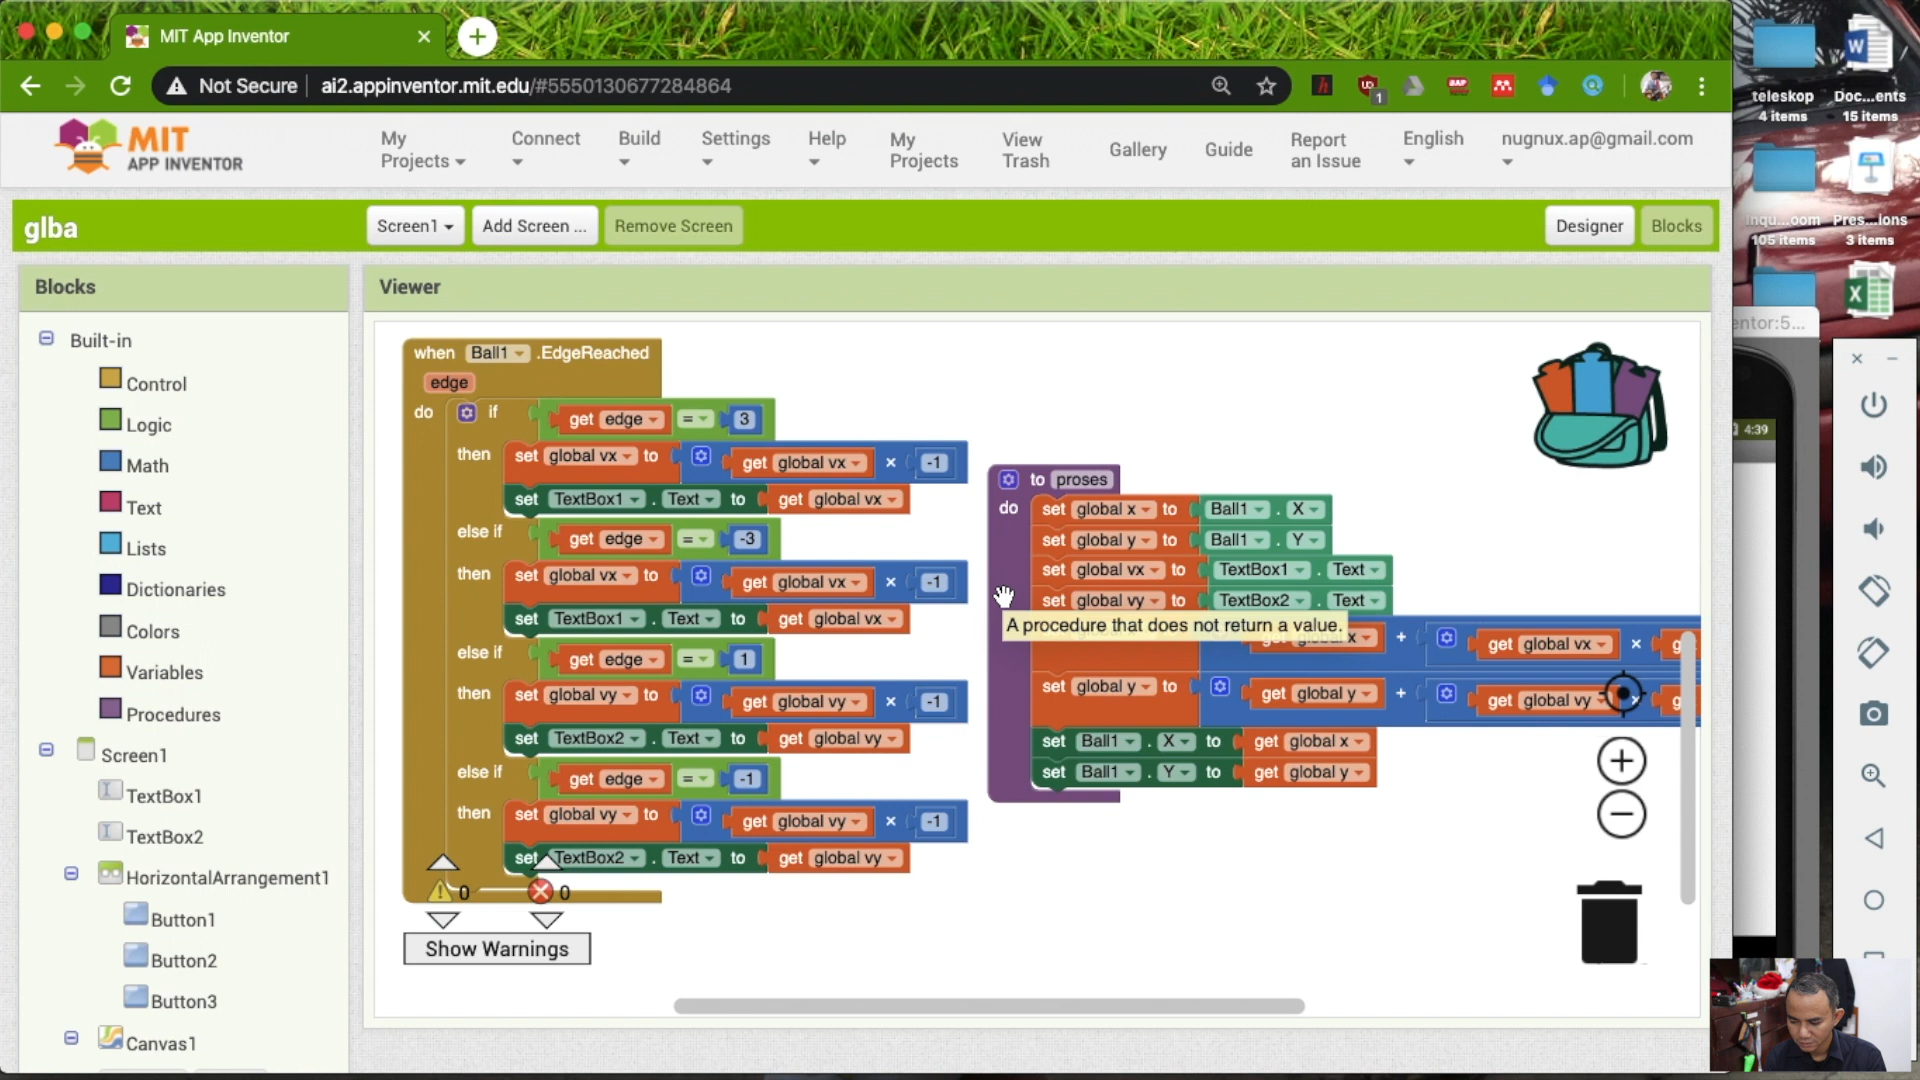 MIT App Inventor
Not Secure
ai2.appinventor.mit.edu/#5550130677284864
1
teleskop
4 items
Doc...ents
15 items
MIT
APP INVENTOR
My Projects
Connect
Build
Settings
Help
My Projects
View Trash
Gallery
Guide
Report an Issue
English
nugnux.ap@gmail.com
105 items
Pres...ions
3 items
glba
Screen1
Add Screen ...
Remove Screen
Designer
Blocks
Blocks
Viewer
Built-in
Control
Logic
Math
Text
Lists
Dictionaries
Colors
Variables
Procedures
Screen1
TextBox1
TextBox2
HorizontalArrangement1
Button1
Button2
Button3
Canvas1
when Ball1 .EdgeReached
edge
do if get edge = 3
then set global vx to get global vx × -1
set TextBox1 . Text to get global vx
else if get edge = -3
then set global vx to get global vx × -1
set TextBox1 . Text to get global vx
else if get edge = 1
then set global vy to get global vy × -1
set TextBox2 . Text to get global vy
else if get edge = -1
then set global vy to get global vy × -1
set TextBox2 . Text to get global vy
0 0
Show Warnings
to proses
do set global x to Ball1 . X
set global y to Ball1 . Y
set global vx to TextBox1 . Text
set global vy to TextBox2 . Text
A procedure that does not return a value.
x + get global vx ×
set global y to get global y + get global vy
set Ball1 . X to get global x
set Ball1 . Y to get global y
entor:5...
4:39